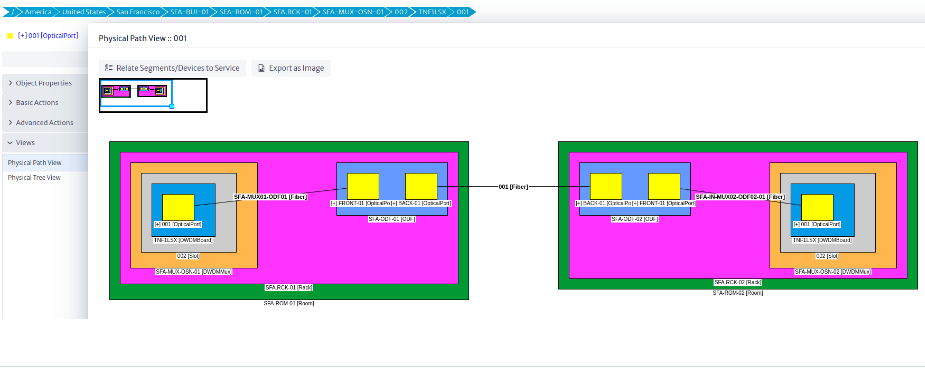 / America United States San Francisco SFA-BUI-01 SFA-ROM-01 SFA.RCK-01 SFA-MUX-OSN-01 002 TNF1LSX 001
[+] 001 [OpticalPort]
Physical Path View :: 001
Relate Segments/Devices to Service
Export as Image
Object Properties
Basic Actions
Advanced Actions
Views
Physical Path View
Physical Tree View
001 [Fiber]
SFA-MUX01-ODF01 [Fiber]
SFA-IN-MUX02-ODF02-01 [Fiber]
[+] FRONT-01 [OpticalPo
[+] BACK-01 [OpticalPort]
[+] BACK-01 [OpticalPo
[+] FRONT-01 [OpticalPort]
SFA-ODF-01 [ODF]
SFA-ODF-02 [ODF]
[+] 001 [OpticalPort]
[+] 001 [OpticalPort]
TNF1LSX [DWDMBoard]
TNF1LSX [DWDMBoard]
002 [Slot]
002 [Slot]
SFA-MUX-OSN-01 [DWDMMux]
SFA-MUX-OSN-02 [DWDMMux]
SFA.RCK-01 [Rack]
SFA.RCK-02 [Rack]
SFA-ROM-01 [Room]
SFA-ROM-02 [Room]